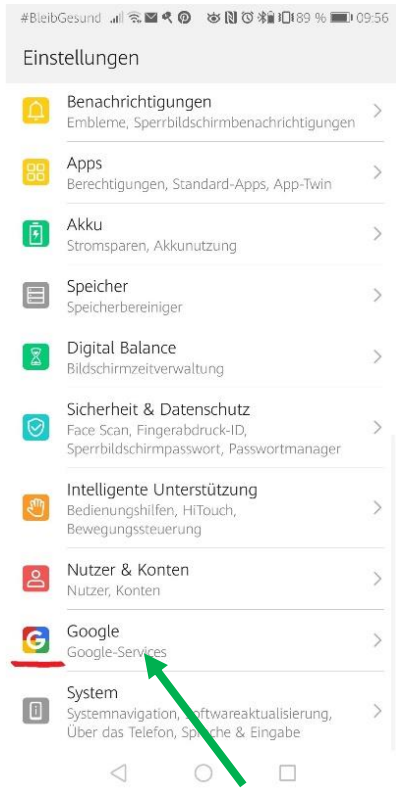 #BleibGesund 89 % 09:56
Einstellungen
Benachrichtigungen
Embleme, Sperrbildschirmbenachrichtigungen
Apps
Berechtigungen, Standard-Apps, App-Twin
Akku
Stromsparen, Akkunutzung
Speicher
Speicherbereiniger
Digital Balance
Bildschirmzeitverwaltung
Sicherheit & Datenschutz
Face Scan, Fingerabdruck-ID,
Sperrbildschirmpasswort, Passwortmanager
Intelligente Unterstützung
Bedienungshilfen, HiTouch,
Bewegungssteuerung
Nutzer & Konten
Nutzer, Konten
Google
Google-Services
System
Systemnavigation, Softwareaktualisierung,
Über das Telefon, Sprache & Eingabe